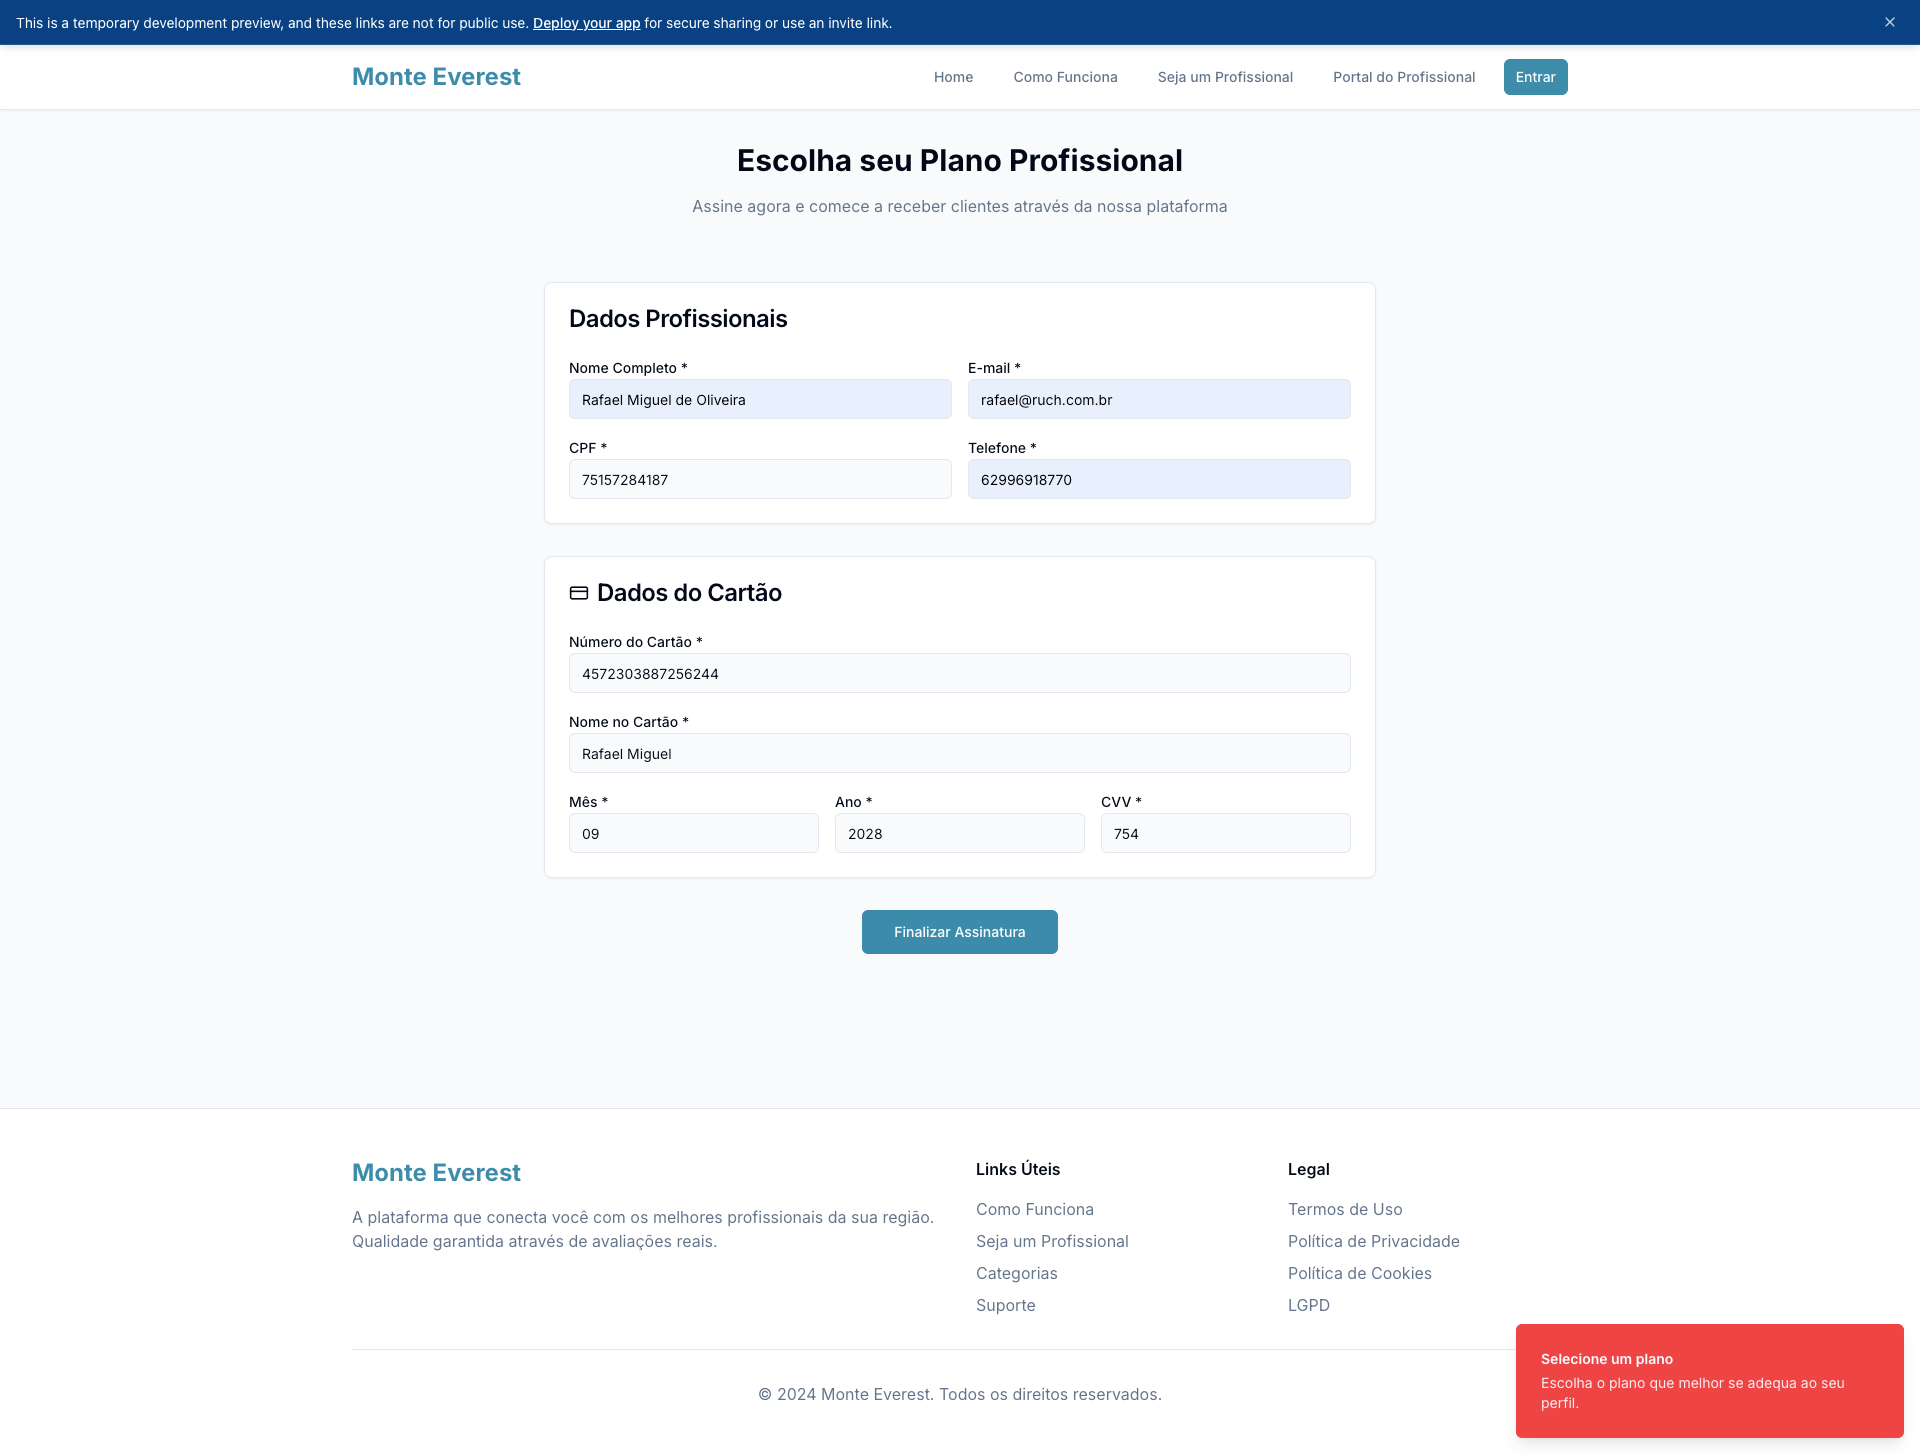 This is a temporary development preview, and these links are not for public use. Deploy your app for secure sharing or use an invite link.
Monte Everest
Home
Como Funciona
Seja um Profissional
Portal do Profissional
Entrar
Escolha seu Plano Profissional
Assine agora e comece a receber clientes através da nossa plataforma
Dados Profissionais
Nome Completo *
Rafael Miguel de Oliveira
E-mail *
rafael@ruch.com.br
CPF *
75157284187
Telefone *
62996918770
Dados do Cartão
Número do Cartão *
4572303887256244
Nome no Cartão *
Rafael Miguel
Mês *
09
Ano *
2028
CVV *
754
Finalizar Assinatura
Monte Everest
A plataforma que conecta você com os melhores profissionais da sua região.
Qualidade garantida através de avaliações reais.
Links Úteis
Como Funciona
Seja um Profissional
Categorias
Suporte
Legal
Termos de Uso
Política de Privacidade
Política de Cookies
LGPD
© 2024 Monte Everest. Todos os direitos reservados.
Selecione um plano
Escolha o plano que melhor se adequa ao seu
perfil.